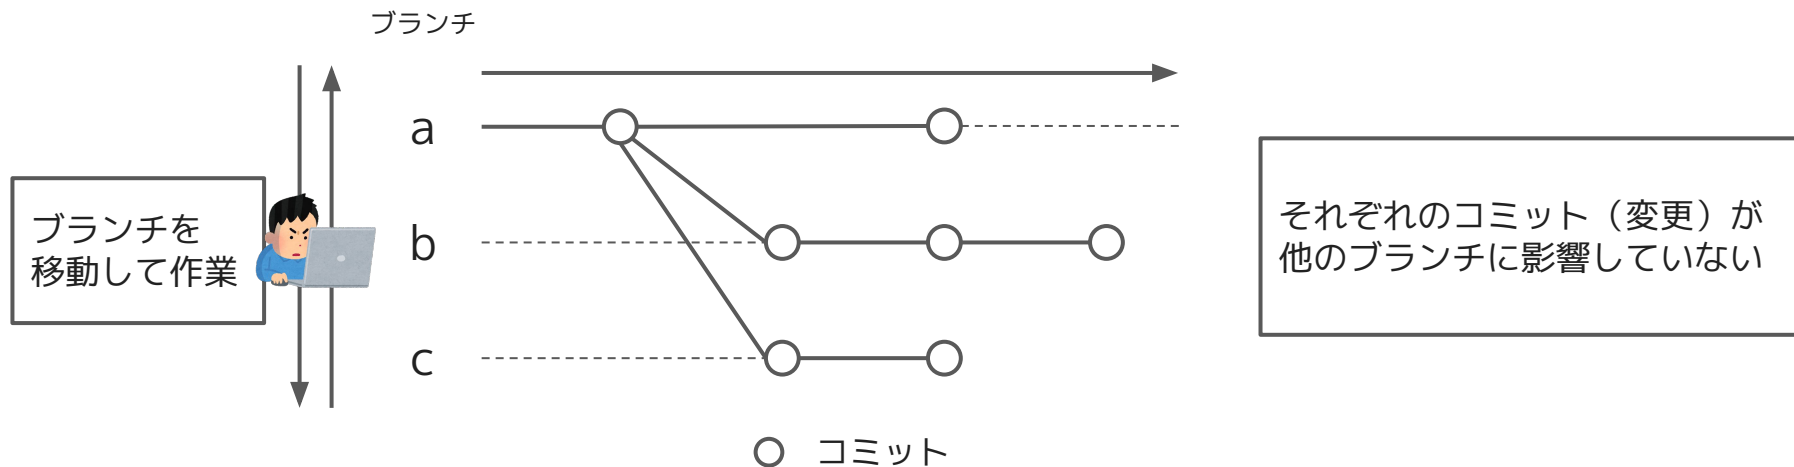 ブランチ
a
b
c
ブランチを
移動して作業
それぞれのコミット（変更）が
他のブランチに影響していない
コミット